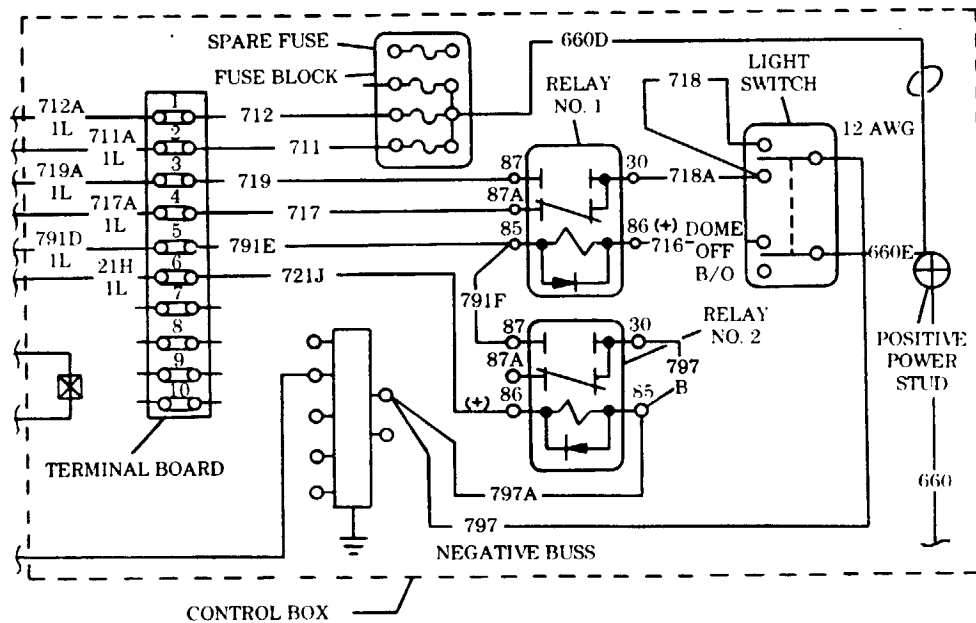 SPARE FUSE
FUSE BLOCK
660D
LIGHT
SWITCH
RELAY
NO. 1
718
12 AWG
712A
1L
1
712
711A
1L
2
711
719A
1L
3
719
87
30
718A
717A
1L
4
717
87A
791D
1L
5
791E
85
86 (+)
716
DOME
OFF
B/O
660E
21H
1L
6
721J
7
8
9
10
791F
87
30
RELAY
NO. 2
87A
797
B
(+)
86
85
POSITIVE
POWER
STUD
TERMINAL BOARD
797A
660
797
NEGATIVE BUSS
CONTROL BOX